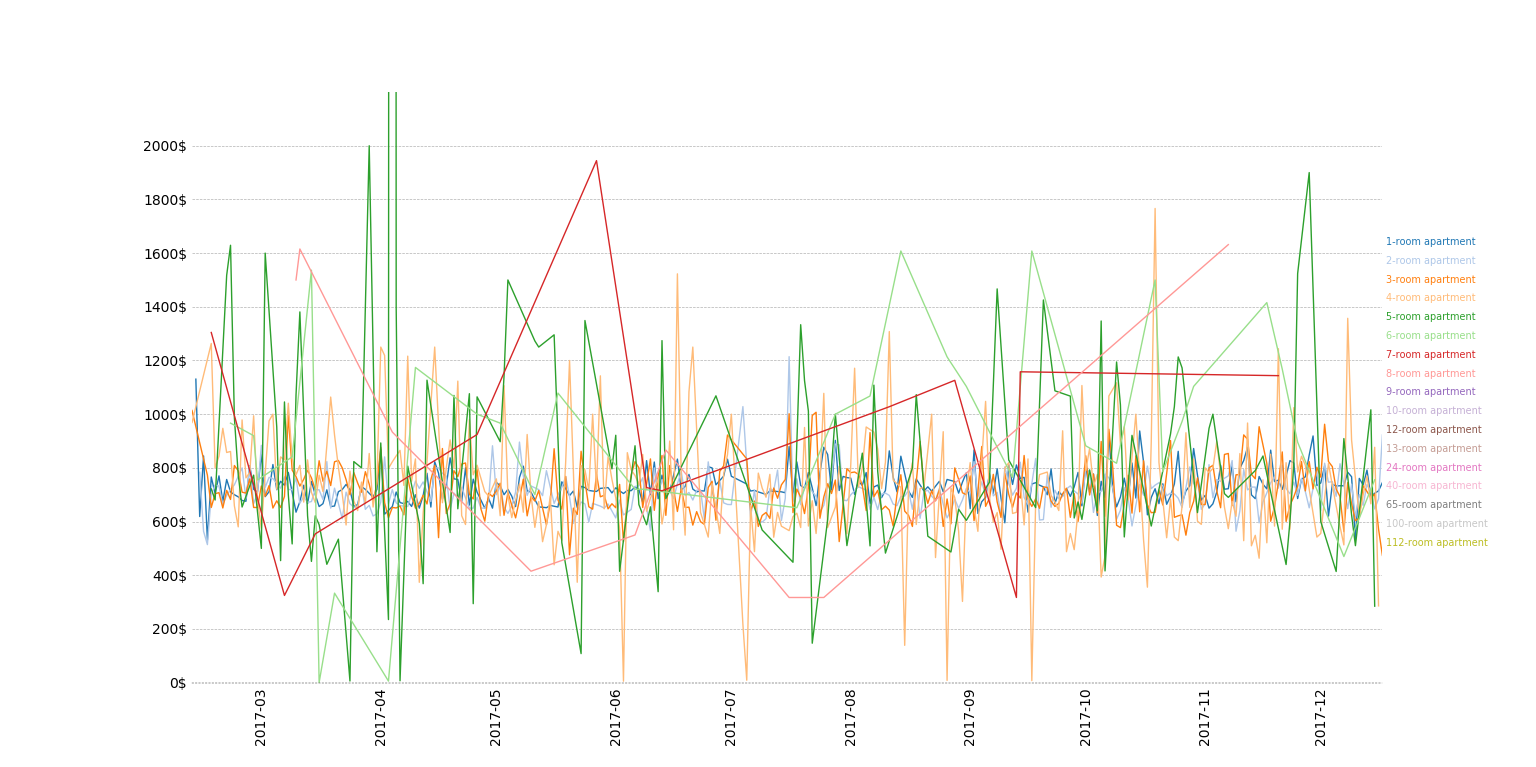 2000$
1800$
1600$
1400$
1200$
1000$
800$
600$
400$
200$
0$
2017-03
2017-04
2017-05
2017-06
2017-07
2017-08
2017-09
2017-10
2017-11
2017-12
1-room apartment
2-room apartment
3-room apartment
4-room apartment
5-room apartment
6-room apartment
7-room apartment
8-room apartment
9-room apartment
10-room apartment
12-room apartment
13-room apartment
24-room apartment
40-room apartment
65-room apartment
100-room apartment
112-room apartment